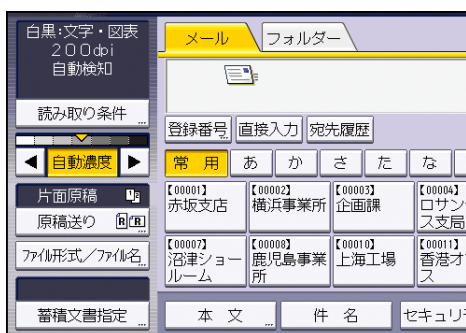 白黒:文字・図表
200dpi
自動検知
読み取り条件
自動濃度
片面原稿
原稿送り
ファイル形式/ファイル名
蓄積文書指定
メール
フォルダー
登録番号
直接入力
宛先履歴
常用
あ
か
さ
た
な
【00001】
赤坂支店
【00002】
横浜事業所
【00003】
企画課
【00004】
ロサン
ス支局
【00007】
沼津ショー
ルーム
【00008】
鹿児島事業
所
【00010】
上海工場
【00011】
香港オ
ス
本文
件名
セキュリ